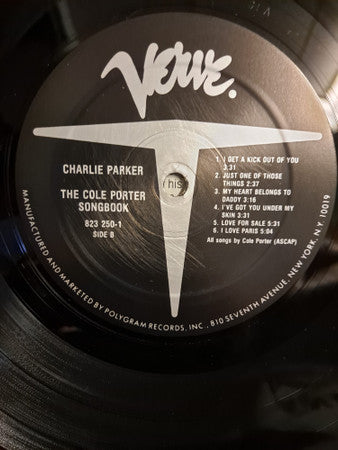 Verve.
CHARLIE PARKER
THE COLE PORTER
SONGBOOK
823 250-1
SIDE B
1. I GET A KICK OUT OF YOU
3:31
2. JUST ONE OF THOSE
THINGS 2:37
3. MY HEART BELONGS TO
DADDY 3:16
4. I'VE GOT YOU UNDER MY
SKIN 3:31
5. LOVE FOR SALE 5:31
6. I LOVE PARIS 5:04
All songs by Cole Porter (ASCAP)
his
MANUFACTURED AND MARKETED BY POLYGRAM RECORDS, INC., 810 SEVENTH AVENUE, NEW YORK, N.Y. 10019